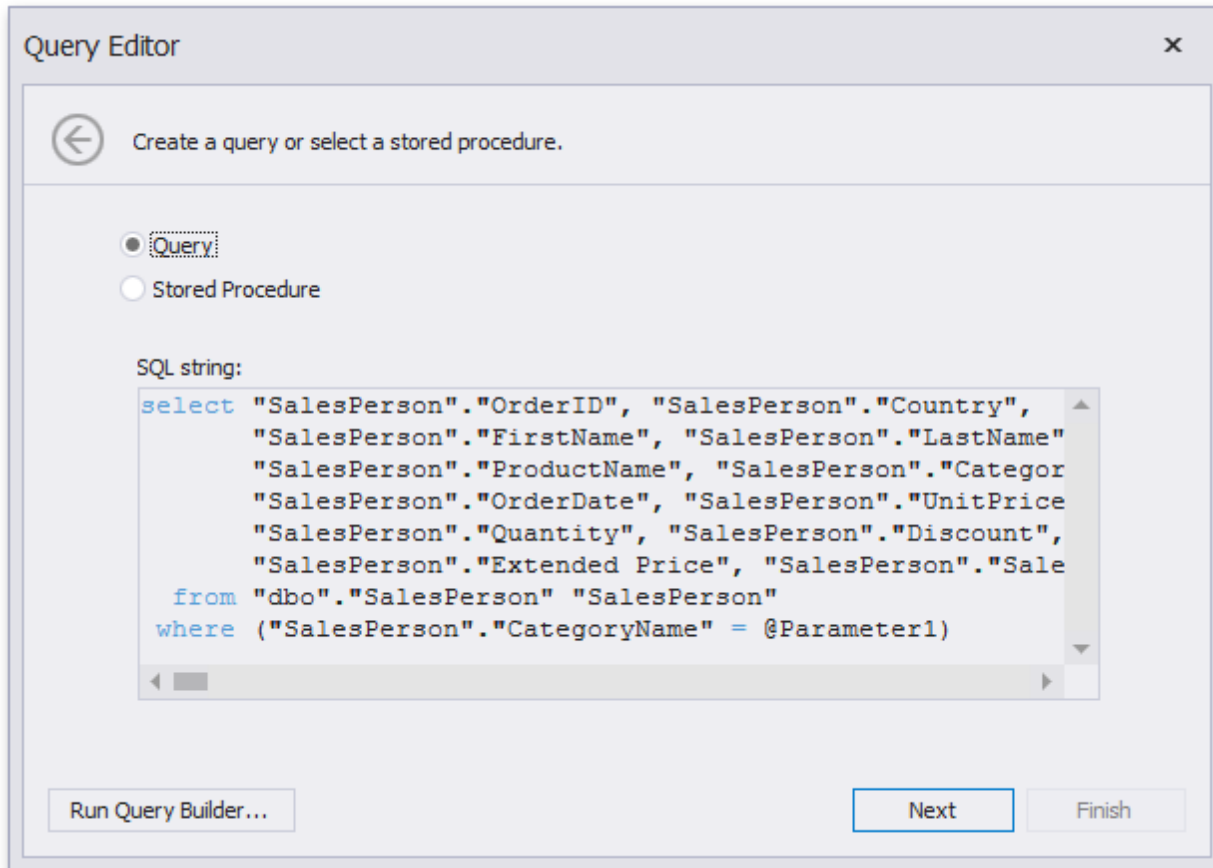 Query Editor
Create a query or select a stored procedure.
Query
Stored Procedure
SQL string:
select "SalesPerson"."OrderID", "SalesPerson"."Country",
"SalesPerson"."FirstName", "SalesPerson"."LastName"
"SalesPerson"."ProductName", "SalesPerson"."Categor
"SalesPerson"."OrderDate", "SalesPerson"."UnitPrice
"SalesPerson"."Quantity", "SalesPerson"."Discount",
"SalesPerson"."Extended Price", "SalesPerson"."Sale
from "dbo"."SalesPerson" "SalesPerson"
where ("SalesPerson"."CategoryName" = @Parameter1)
Run Query Builder... Next Finish